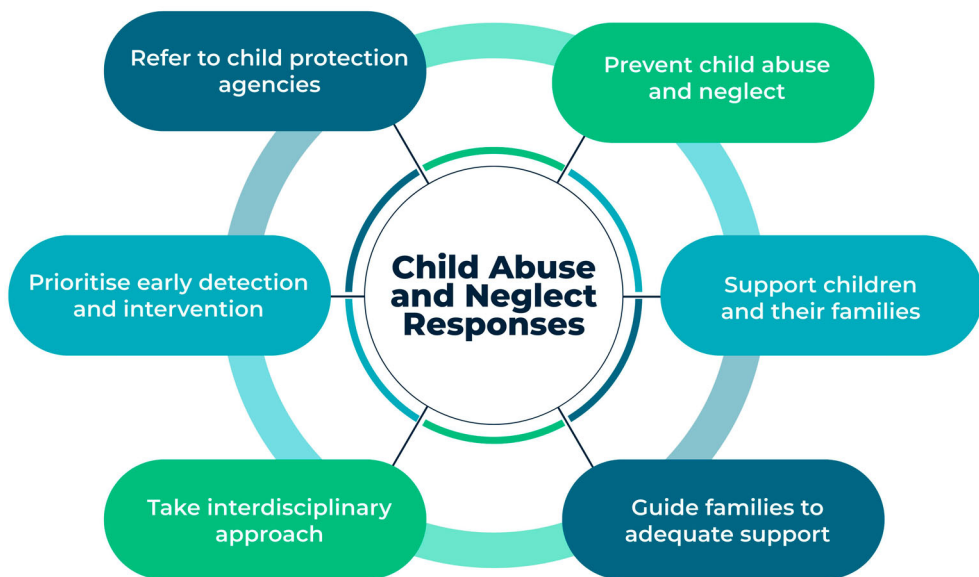 Refer to child protection
agencies
Prevent child abuse
and neglect
Prioritise early detection
and intervention
Child Abuse
and Neglect
Responses
Support children
and their families
Take interdisciplinary
approach
Guide families to
adequate support